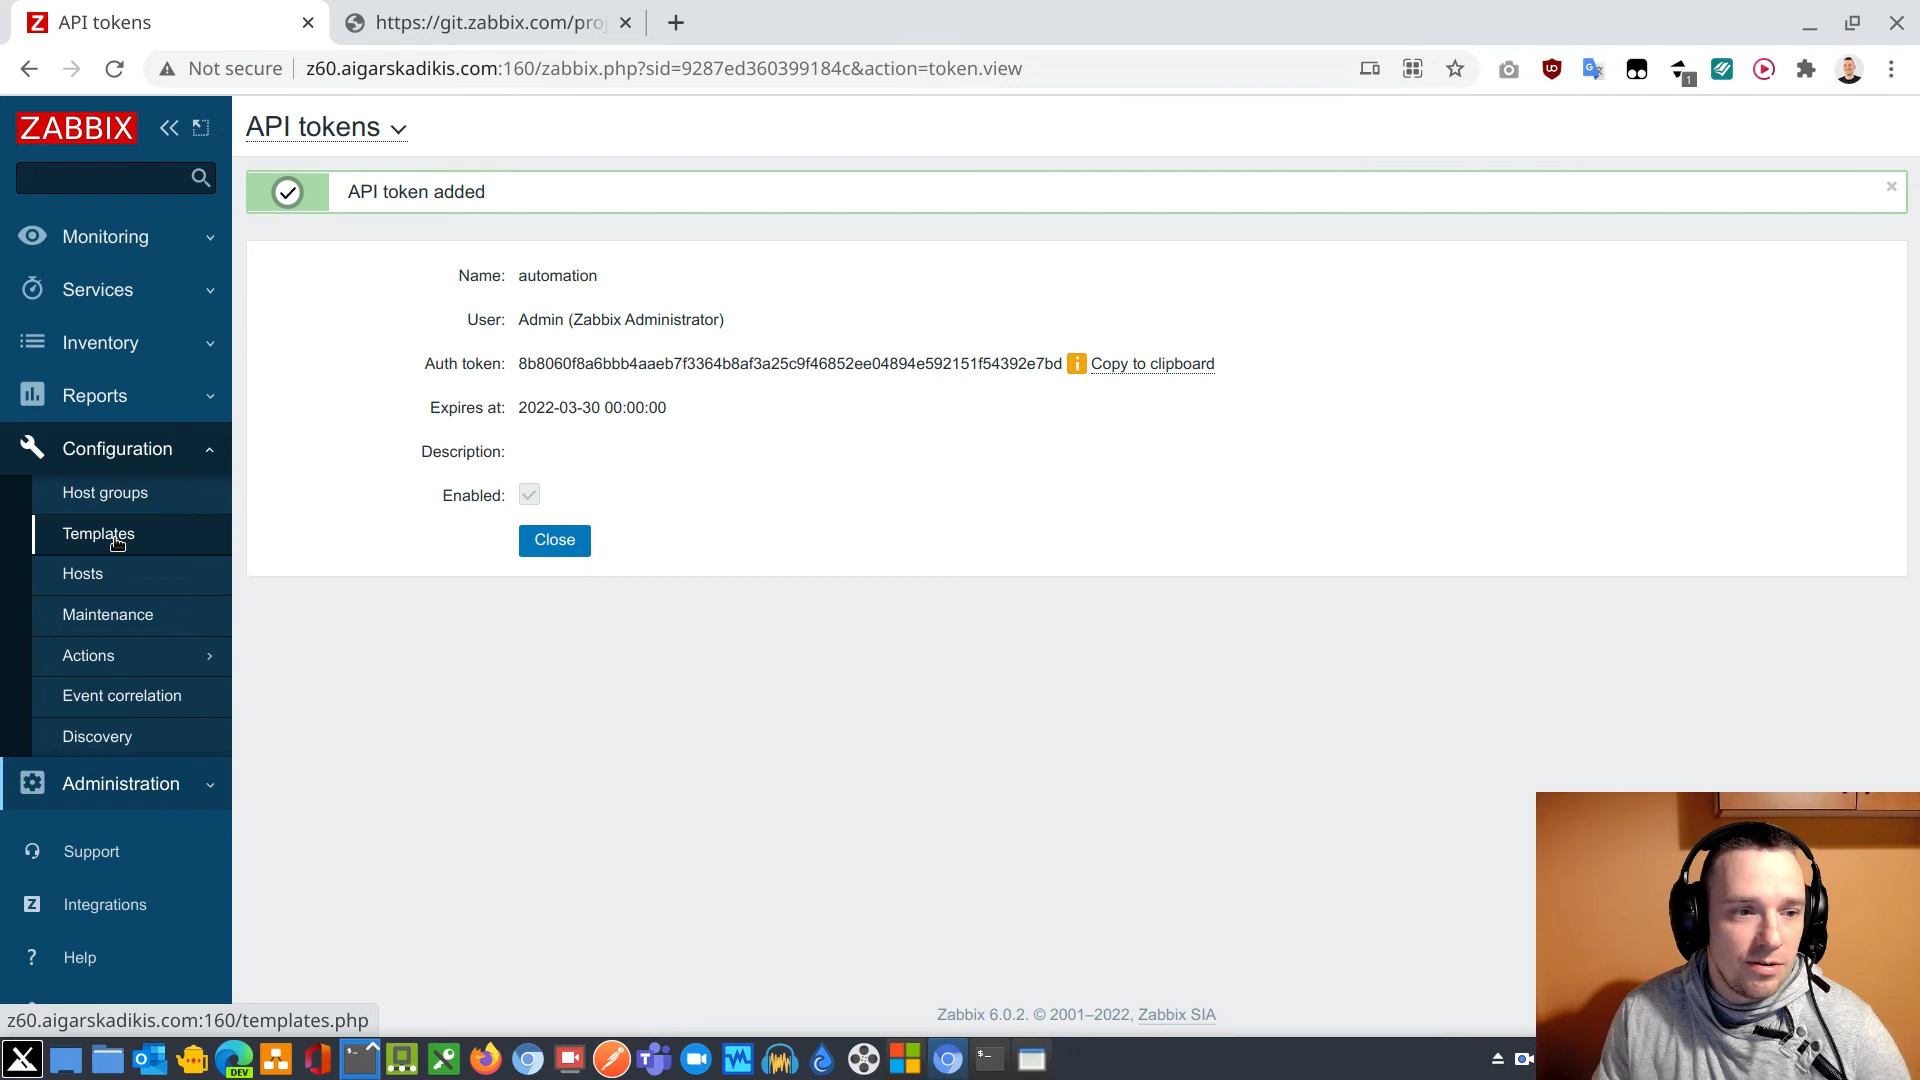 API tokens
https://git.zabbix.com/pro
Not secure
z60.aigarskadikis.com:160/zabbix.php?sid=9287ed360399184c&action=token.view
1
ZABBIX
API tokens
API token added
Monitoring
Services
Inventory
Reports
Configuration
Host groups
Templates
Hosts
Maintenance
Actions
Event correlation
Discovery
Administration
Support
Integrations
Help
Name: automation
User: Admin (Zabbix Administrator)
Auth token: 8b8060f8a6bbb4aaeb7f3364b8af3a25c9f46852ee04894e592151f54392e7bd Copy to clipboard
Expires at: 2022-03-30 00:00:00
Description:
Enabled:
Close
Zabbix 6.0.2. © 2001–2022, Zabbix SIA
z60.aigarskadikis.com:160/templates.php
DEV